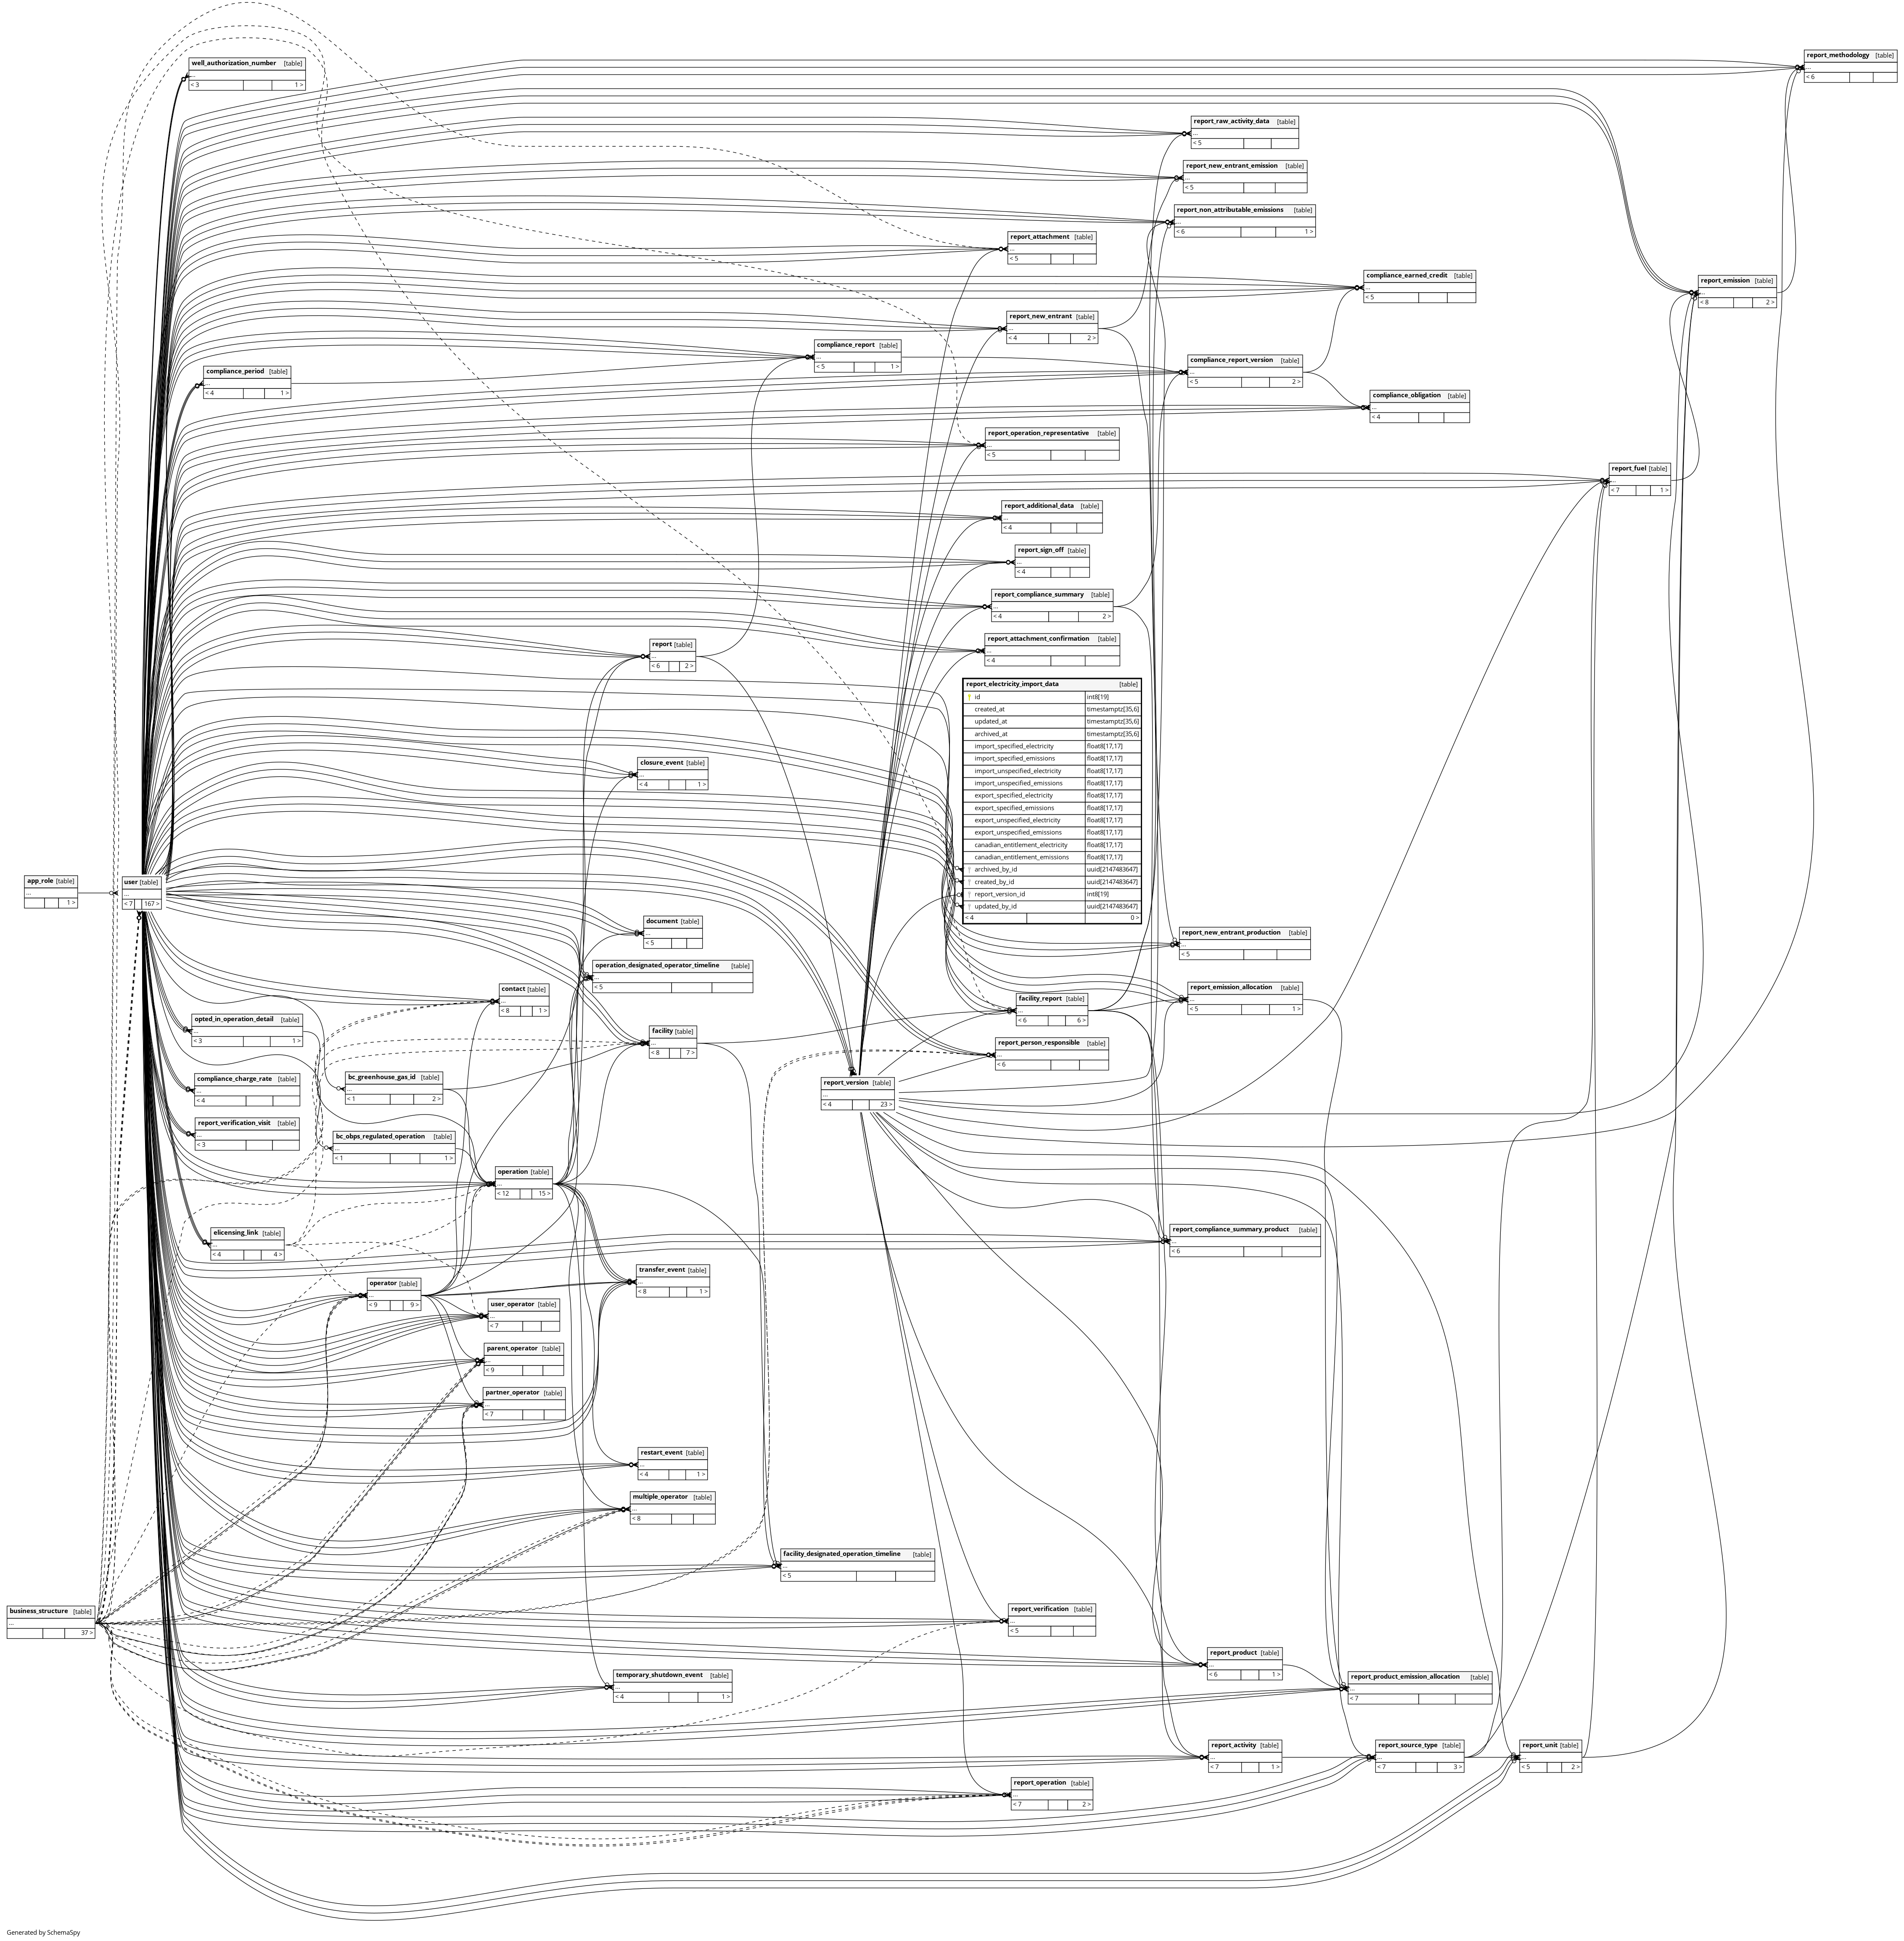 well_authorization_number [table]
...
< 3 1 >
report_methodology [table]
...
< 6
report_raw_activity_data [table]
...
< 5
report_new_entrant_emission [table]
...
< 5
report_non_attributable_emissions [table]
...
< 6 1 >
report_attachment [table]
...
< 5
compliance_earned_credit [table]
...
< 5
report_emission [table]
...
< 8 2 >
report_new_entrant [table]
...
< 4 2 >
compliance_report [table]
...
< 5 1 >
compliance_report_version [table]
...
< 5 2 >
compliance_period [table]
...
< 4 1 >
compliance_obligation [table]
...
< 4
report_operation_representative [table]
...
< 5
report_fuel [table]
...
< 7 1 >
report_additional_data [table]
...
< 4
report_sign_off [table]
...
< 4
report_compliance_summary [table]
...
< 4 2 >
report_attachment_confirmation [table]
...
< 4
report [table]
...
< 6 2 >
report_electricity_import_data [table]
id int8[19]
created_at timestamptz[35,6]
updated_at timestamptz[35,6]
archived_at timestamptz[35,6]
import_specified_electricity float8[17,17]
import_specified_emissions float8[17,17]
import_unspecified_electricity float8[17,17]
import_unspecified_emissions float8[17,17]
export_specified_electricity float8[17,17]
export_specified_emissions float8[17,17]
export_unspecified_electricity float8[17,17]
export_unspecified_emissions float8[17,17]
canadian_entitlement_electricity float8[17,17]
canadian_entitlement_emissions float8[17,17]
archived_by_id uuid[2147483647]
created_by_id uuid[2147483647]
report_version_id int8[19]
updated_by_id uuid[2147483647]
< 4 0 >
closure_event [table]
...
< 4 1 >
app_role [table]
...
1 >
user [table]
...
< 7 167 >
document [table]
...
< 5
report_new_entrant_production [table]
...
< 5
operation_designated_operator_timeline [table]
...
< 5
contact [table]
...
< 8 1 >
report_emission_allocation [table]
...
< 5 1 >
facility_report [table]
...
< 6 6 >
opted_in_operation_detail [table]
...
< 3 1 >
facility [table]
...
< 8 7 >
report_person_responsible [table]
...
< 6
compliance_charge_rate [table]
...
< 4
bc_greenhouse_gas_id [table]
...
< 1 2 >
report_version [table]
...
< 4 23 >
report_verification_visit [table]
...
< 3
bc_obps_regulated_operation [table]
...
< 1 1 >
operation [table]
...
< 12 15 >
elicensing_link [table]
...
< 4 4 >
report_compliance_summary_product [table]
...
< 6
transfer_event [table]
...
< 8 1 >
operator [table]
...
< 9 9 >
user_operator [table]
...
< 7
parent_operator [table]
...
< 9
partner_operator [table]
...
< 7
restart_event [table]
...
< 4 1 >
multiple_operator [table]
...
< 8
facility_designated_operation_timeline [table]
...
< 5
business_structure [table]
...
37 >
report_verification [table]
...
< 5
report_product [table]
...
< 6 1 >
temporary_shutdown_event [table]
...
< 4 1 >
report_product_emission_allocation [table]
...
< 7
report_activity [table]
...
< 7 1 >
report_source_type [table]
...
< 7 3 >
report_unit [table]
...
< 5 2 >
report_operation [table]
...
< 7 2 >
Generated by SchemaSpy